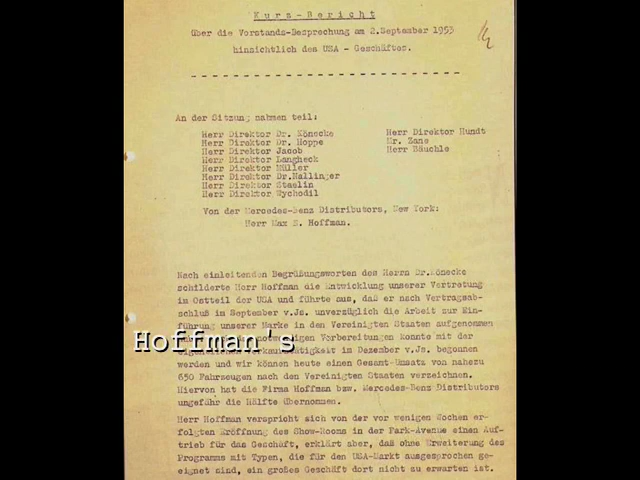 Kurz-Bericht
über die Vorstands-Besprechung am 2.September 1953
hinsichtlich des USA - Geschäftes.
An der Sitzung nahmen teil:
Herr Direktor Dr. Könecke
Herr Direktor Dr. Hoppe
Herr Direktor Jacob
Herr Direktor Langheck
Herr Direktor Müller
Herr Direktor Dr.Nallinger
Herr Direktor Staelin
Herr Direktor Wychodil
Herr Direktor Hundt
Mr. Zane
Herr Bäuchle
Von der Mercedes-Benz Distributors, New York:
Herr Max E. Hoffman.
Nach einleitenden Begrüßungsworten des Herrn Dr.Könecke
schilderte Herr Hoffman die Entwicklung unserer Vertretung
im Ostteil der USA und führte aus, daß er nach Vertragsab-
schluß im September v.Js. unverzüglich die Arbeit zur Ein-
führung unserer Marke in den Vereinigten Staaten aufgenommen
Vorbereitungen konnte mit der
im Dezember v.Js. begonnen
Hoffman's
werden und wir können heute einen Gesamt-Umsatz von nahezu
650 Fahrzeugen nach den Vereinigten Staaten verzeichnen.
Hiervon hat die Firma Hoffman bzw. Mercedes-Benz Distributors
ungefähr die Hälfte übernommen.
Herr Hoffman verspricht sich von der vor wenigen Wochen er-
folgten Eröffnung des Show-Rooms in der Park-Avenue einen Auf-
trieb für das Geschäft, erklärt aber, daß ohne Erweiterung des
Programms mit Typen, die für den USA-Markt ausgesprochen ge-
eignet sind, ein großes Geschäft dort nicht zu erwarten ist.